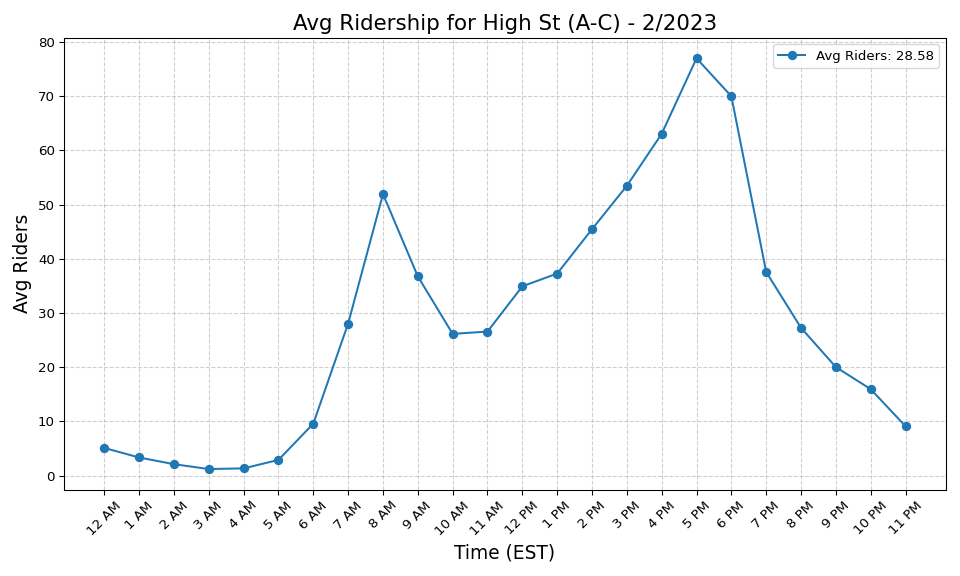 Avg Ridership for High St (A-C) - 2/2023
Avg Riders: 28.58
Avg Riders
80
70
60
50
40
30
20
10
0
12 AM
1 AM
2 AM
3 AM
4 AM
5 AM
6 AM
7 AM
8 AM
9 AM
10 AM
11 AM
12 PM
1 PM
2 PM
3 PM
4 PM
5 PM
6 PM
7 PM
8 PM
9 PM
10 PM
11 PM
Time (EST)